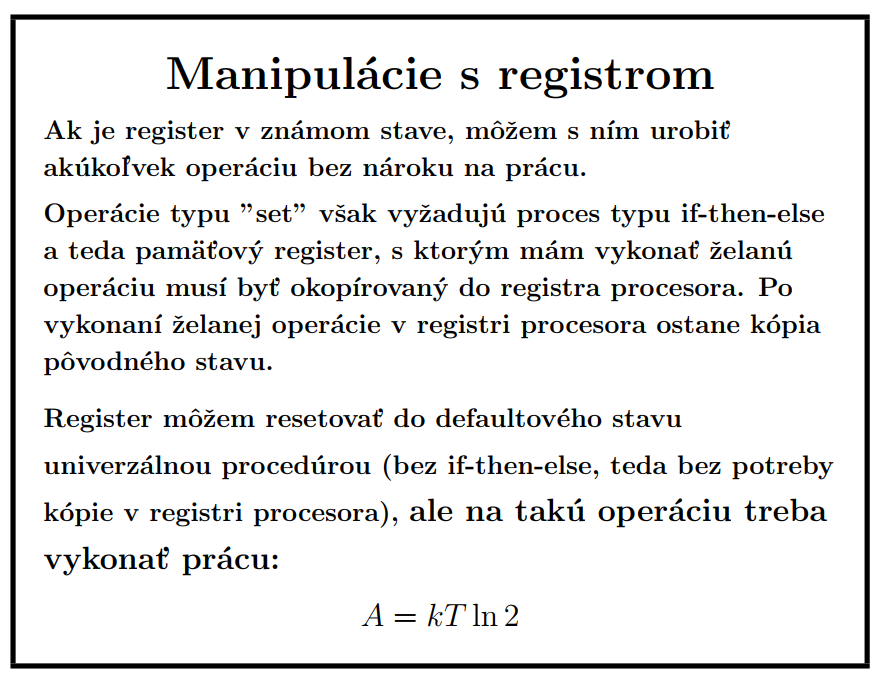 Manipulácie s registrom
Ak je register v známom stave, môžem s ním urobiť
akúkoľvek operáciu bez nároku na prácu.
Operácie typu ”set” však vyžadujú proces typu if-then-else
a teda pamäťový register, s ktorým mám vykonať želanú
operáciu musí byť okopírovaný do registra procesora. Po
vykonaní želanej operácie v registri procesora ostane kópia
pôvodného stavu.
Register môžem resetovať do defaultového stavu
univerzálnou procedúrou (bez if-then-else, teda bez potreby
kópie v registri procesora), ale na takú operáciu treba
vykonať prácu:
A = kT ln 2